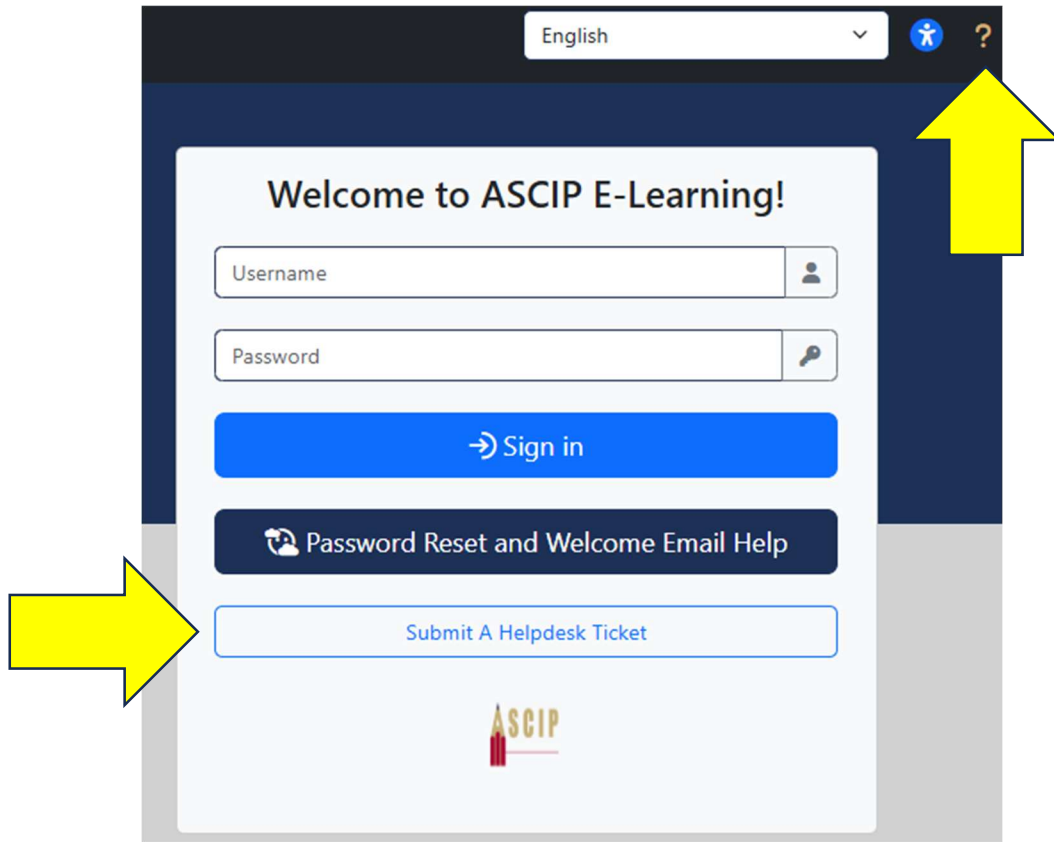 English
?
Welcome to ASCIP E-Learning!
Username
Password
Sign in
Password Reset and Welcome Email Help
Submit A Helpdesk Ticket
ASCIP